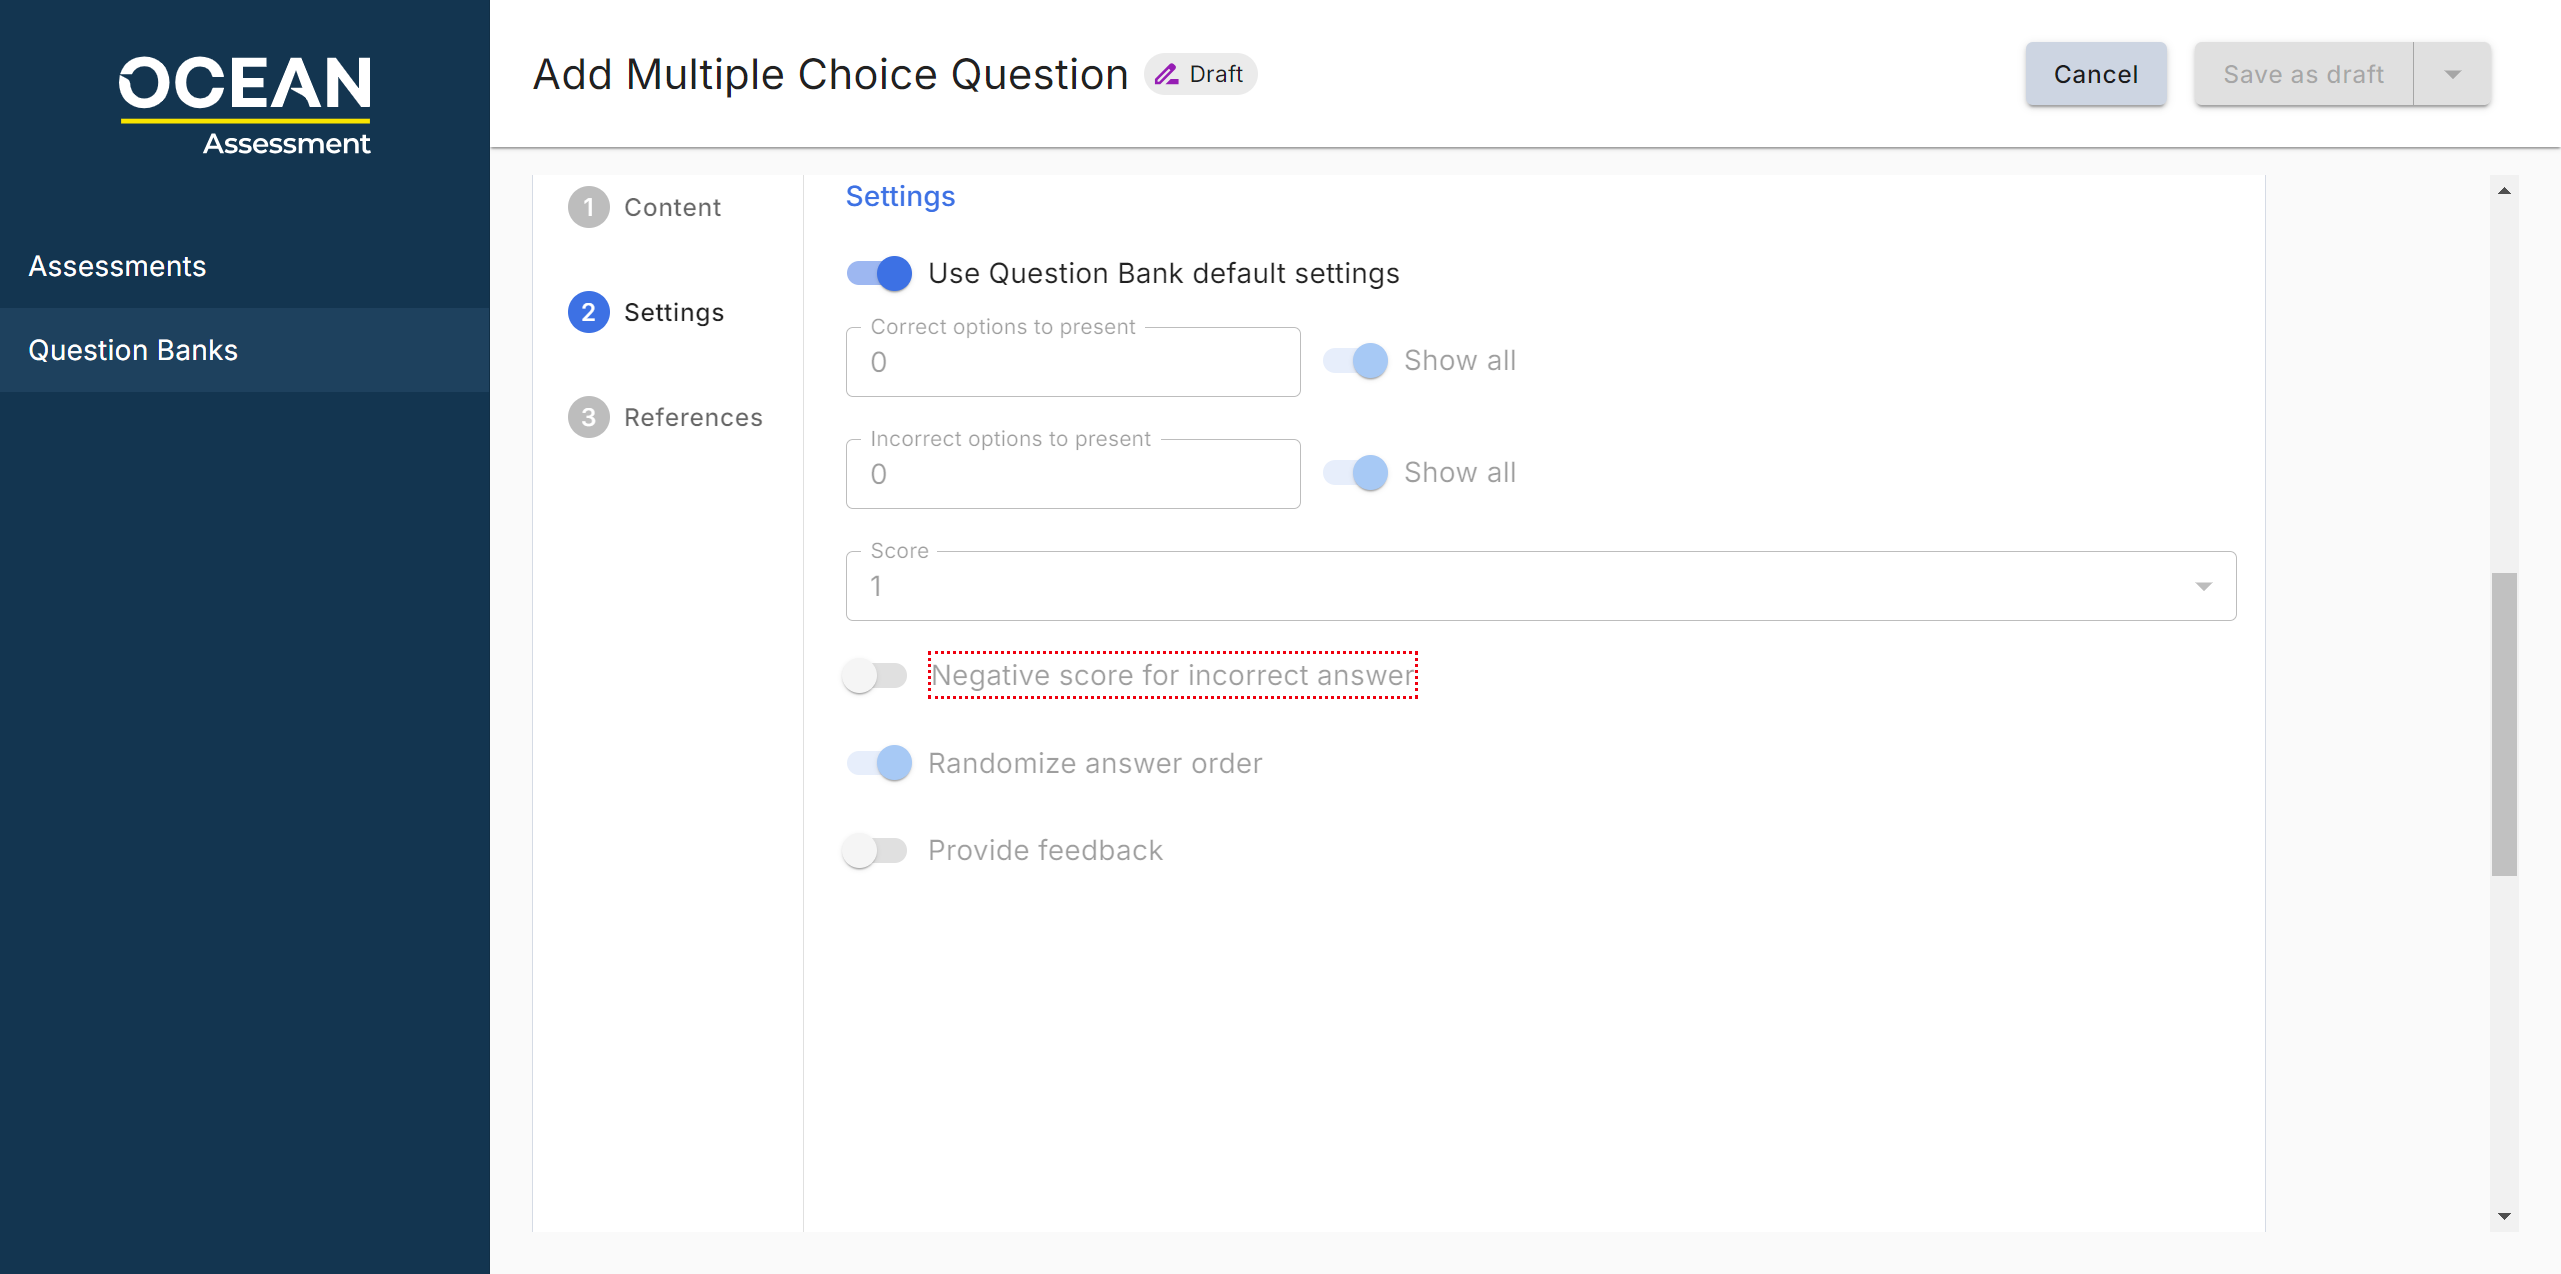 OCEAN
Assessment
Assessments
Question Banks
Add Multiple Choice Question
Draft
Cancel
Save as draft
1 Content
2 Settings
3 References
Settings
Use Question Bank default settings
Correct options to present
0
Show all
Incorrect options to present
0
Show all
Score
1
Negative score for incorrect answer
Randomize answer order
Provide feedback